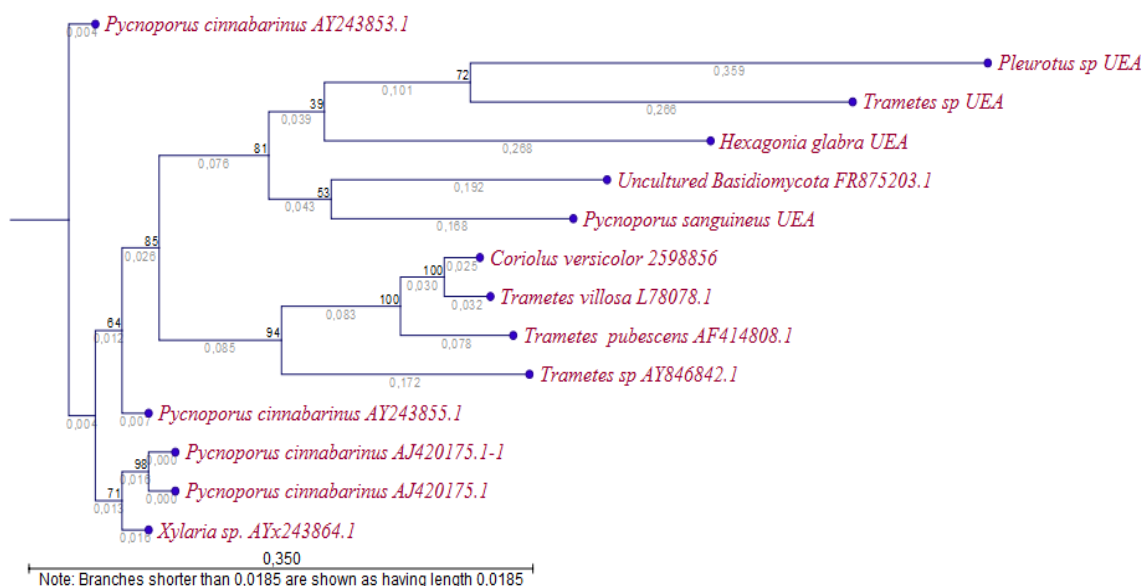 Pycnoporus cinnabarinus AY243853.1
0,004
Pleurotus sp UEA
72
0,359
0,101
Trametes sp UEA
39
0,266
0,039
Hexagonia glabra UEA
81
0,268
0,076
Uncultured Basidiomycota FR875203.1
53
0,192
0,043
Pycnoporus sanguineus UEA
0,168
85
0,026
Coriolus versicolor 2598856
100
0,025
0,030
Trametes villosa L78078.1
100
0,032
0,083
64
0,012
94
Trametes pubescens AF414808.1
0,085
0,078
Trametes sp AY846842.1
0,172
Pycnoporus cinnabarinus AY243855.1
0,004
0,007
Pycnoporus cinnabarinus AJ420175.1-1
98
0,000
0,016
Pycnoporus cinnabarinus AJ420175.1
71
0,000
0,013
Xylaria sp. AYx243864.1
0,016
0,350
Note: Branches shorter than 0,0185 are shown as having length 0,0185